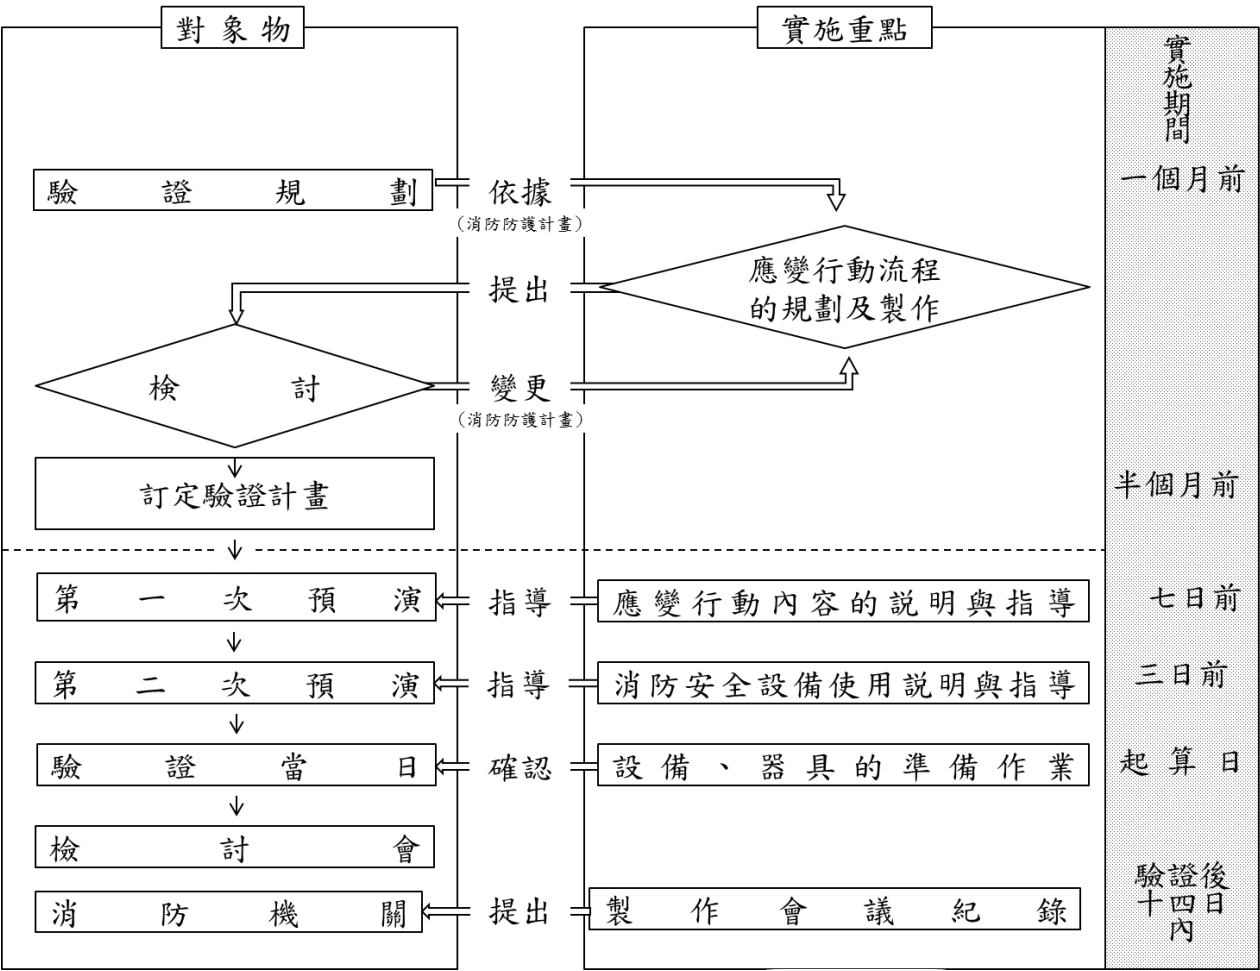 對象物
實施重點
實施期間
驗證規劃
依據
（消防防護計畫）
一個月前
應變行動流程
的規劃及製作
提出
檢討
變更
（消防防護計畫）
訂定驗證計畫
半個月前
第一次預演
指導
應變行動內容的說明與指導
七日前
第二次預演
指導
消防安全設備使用說明與指導
三日前
驗證當日
確認
設備、器具的準備作業
起算日
檢討會
消防機關
提出
製作會議紀錄
驗證後
十四日
內